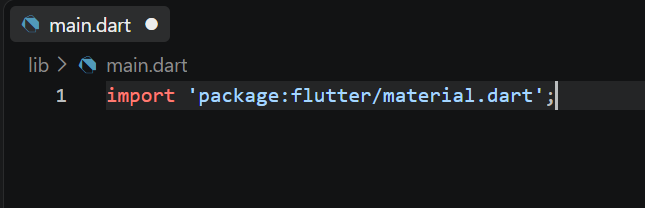 main.dart
lib > main.dart
1 import 'package:flutter/material.dart';